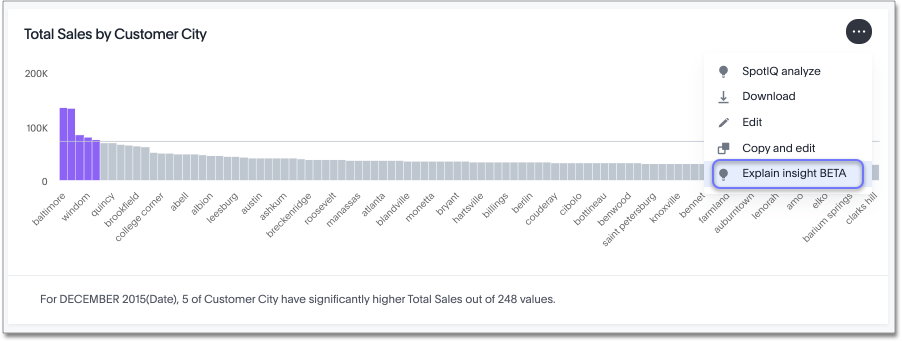 Total Sales by Customer City
200K
100K
0
SpotIQ analyze
Download
Edit
Copy and edit
Explain insight BETA
baltimore
windom
quincy
brookfield
college corner
abell
albion
leesburg
austin
ashkum
breckenridge
roosevelt
manassas
atlanta
blandville
monetta
bryant
hartsville
billings
berlin
couderay
cibolo
bottineau
benwood
saint petersburg
knoxville
bennet
farmland
auburntown
lenorah
amo
elko
barium springs
clarks hill
For DECEMBER 2015(Date), 5 of Customer City have significantly higher Total Sales out of 248 values.